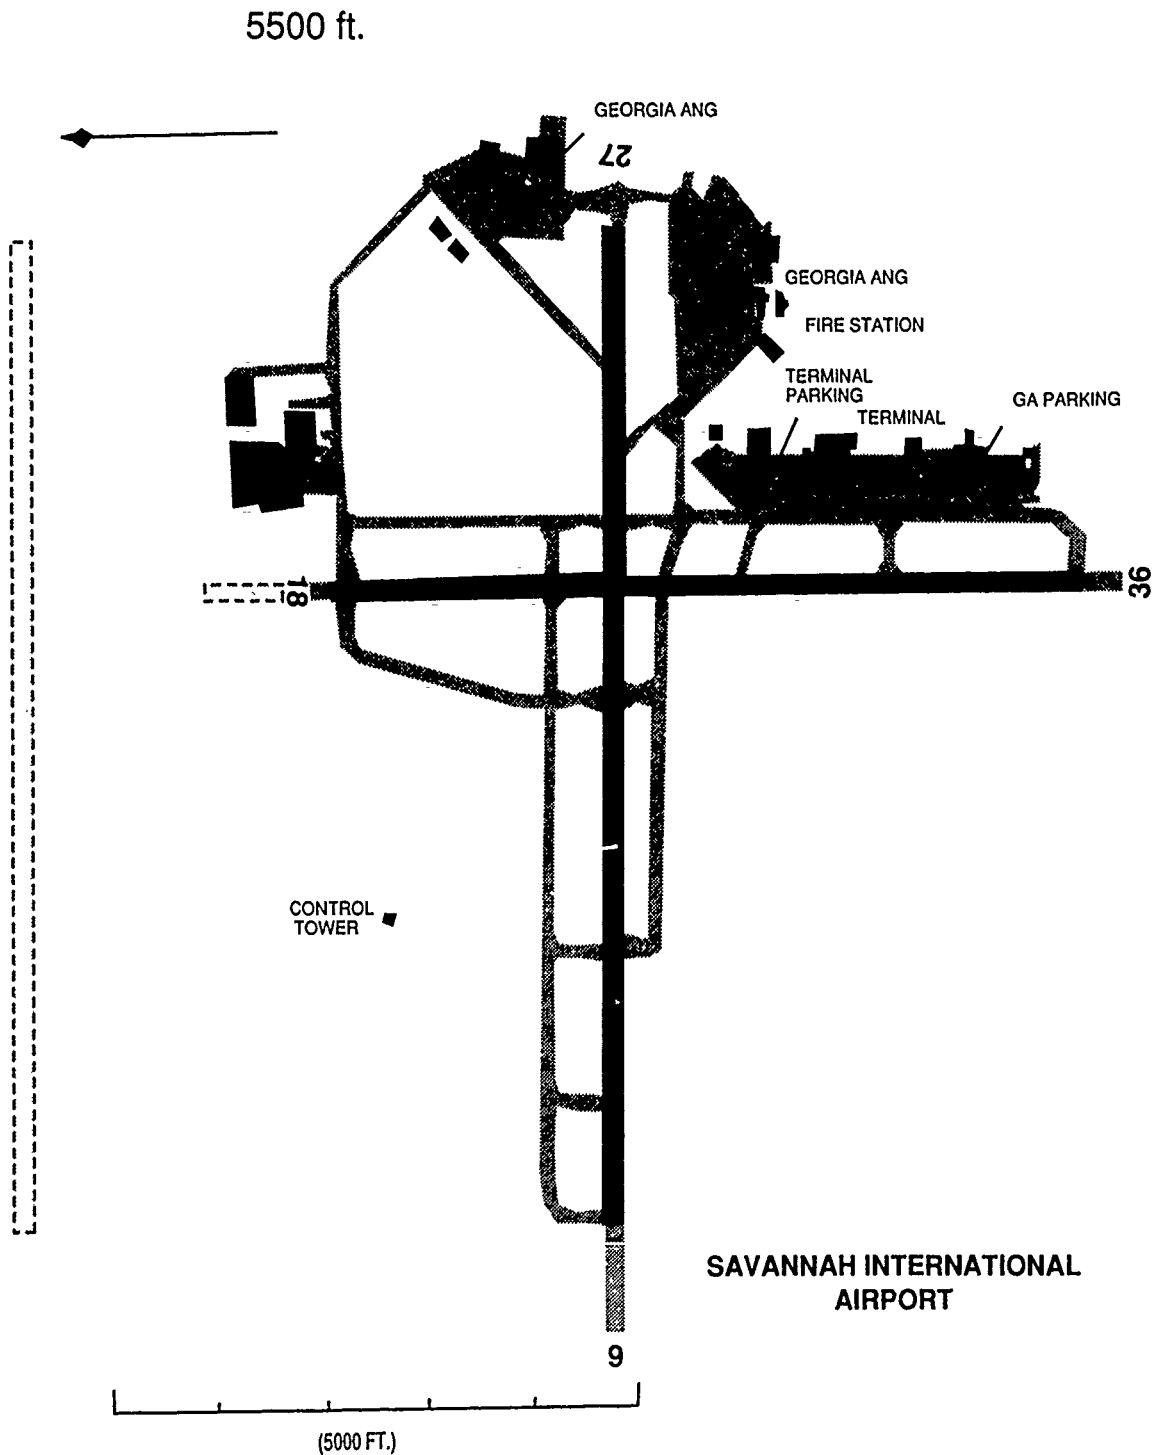 5500 ft.
GEORGIA ANG
27
GEORGIA ANG
FIRE STATION
TERMINAL
PARKING
TERMINAL
GA PARKING
18
36
CONTROL
TOWER
SAVANNAH INTERNATIONAL
AIRPORT
9
(5000 FT.)